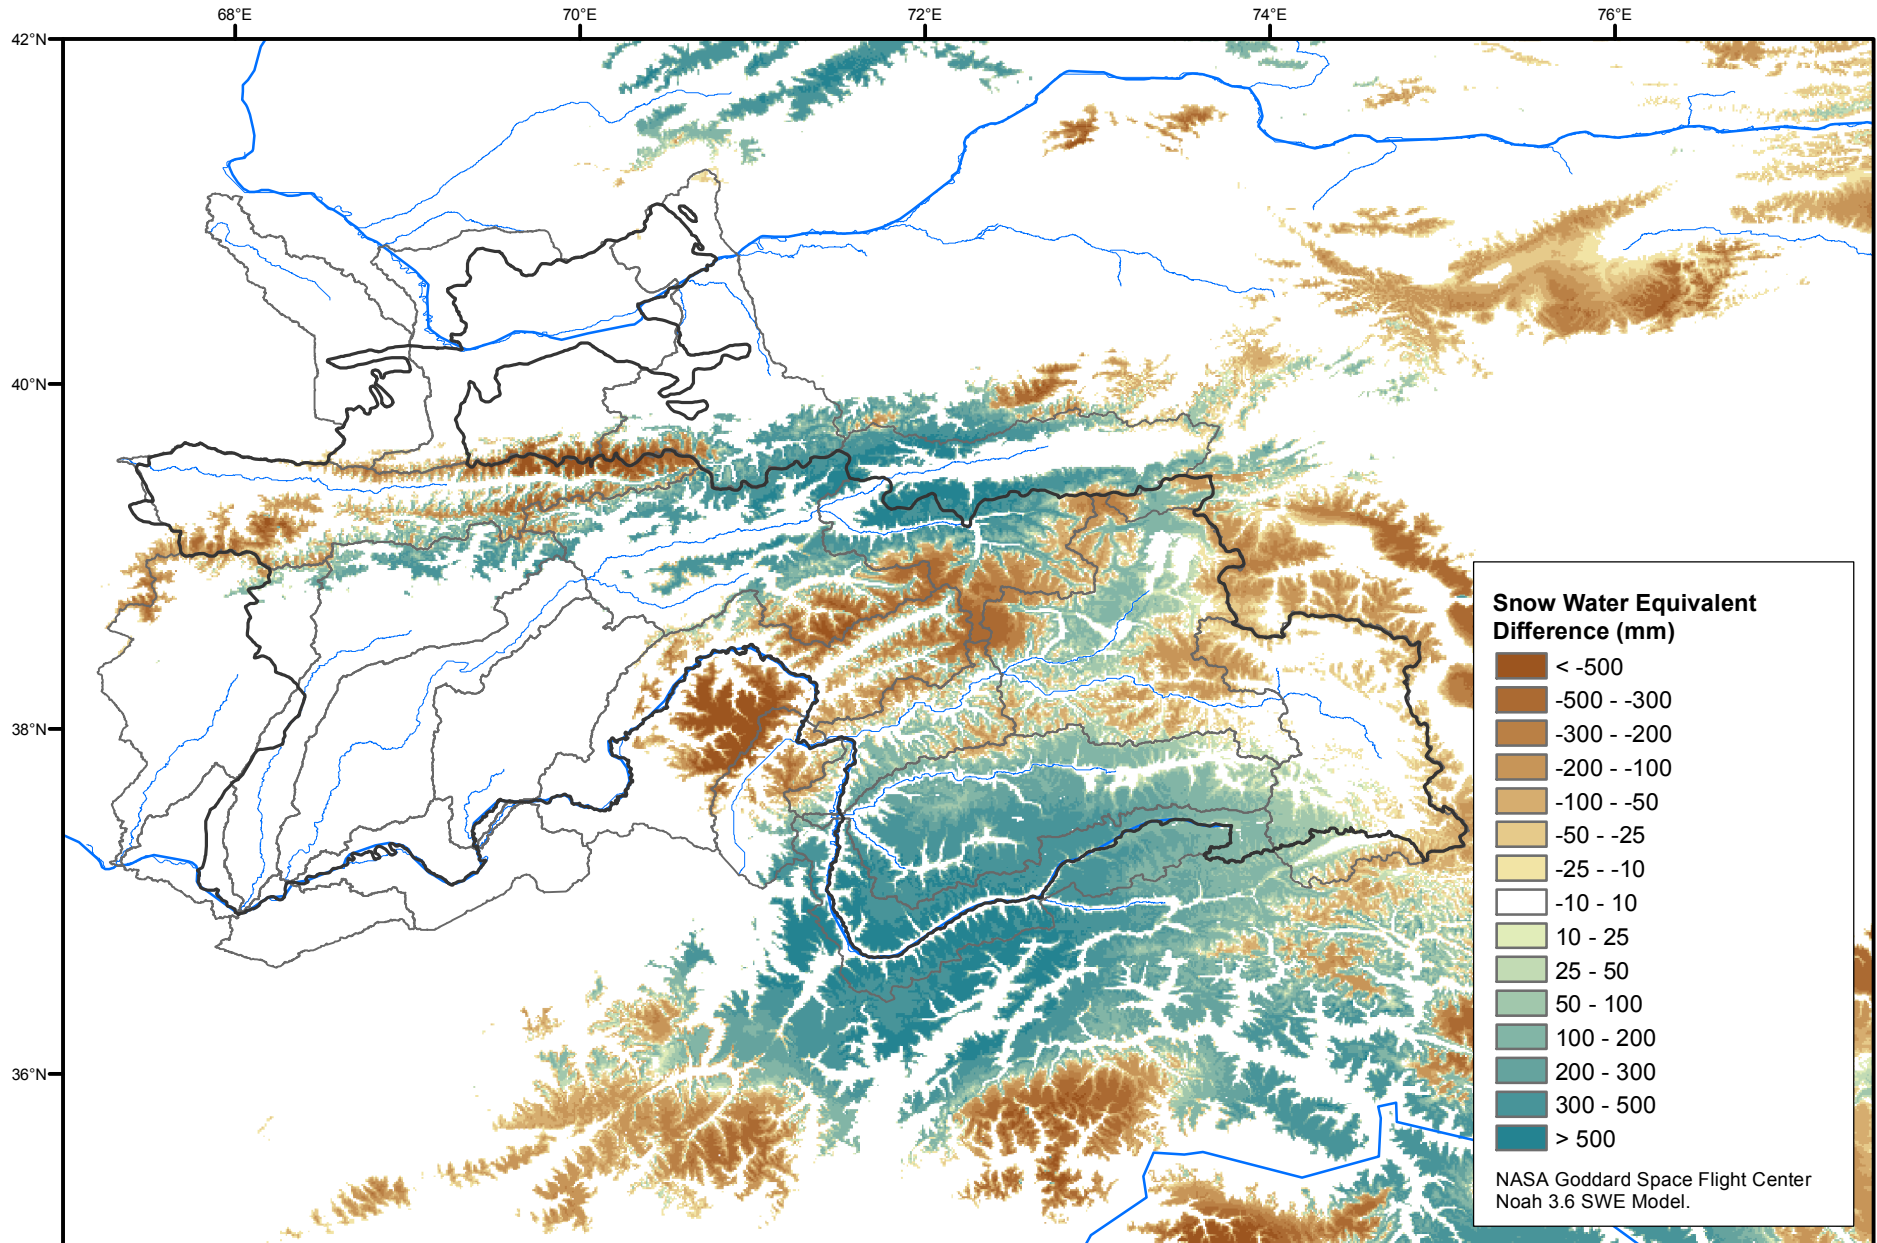 68°E
70°E
72°E
74°E
76°E
42°N
40°N
38°N
36°N
Snow Water Equivalent
Difference (mm)
< -500
-500 - -300
-300 - -200
-200 - -100
-100 - -50
-50 - -25
-25 - -10
-10 - 10
10 - 25
25 - 50
50 - 100
100 - 200
200 - 300
300 - 500
> 500
NASA Goddard Space Flight Center
Noah 3.6 SWE Model.